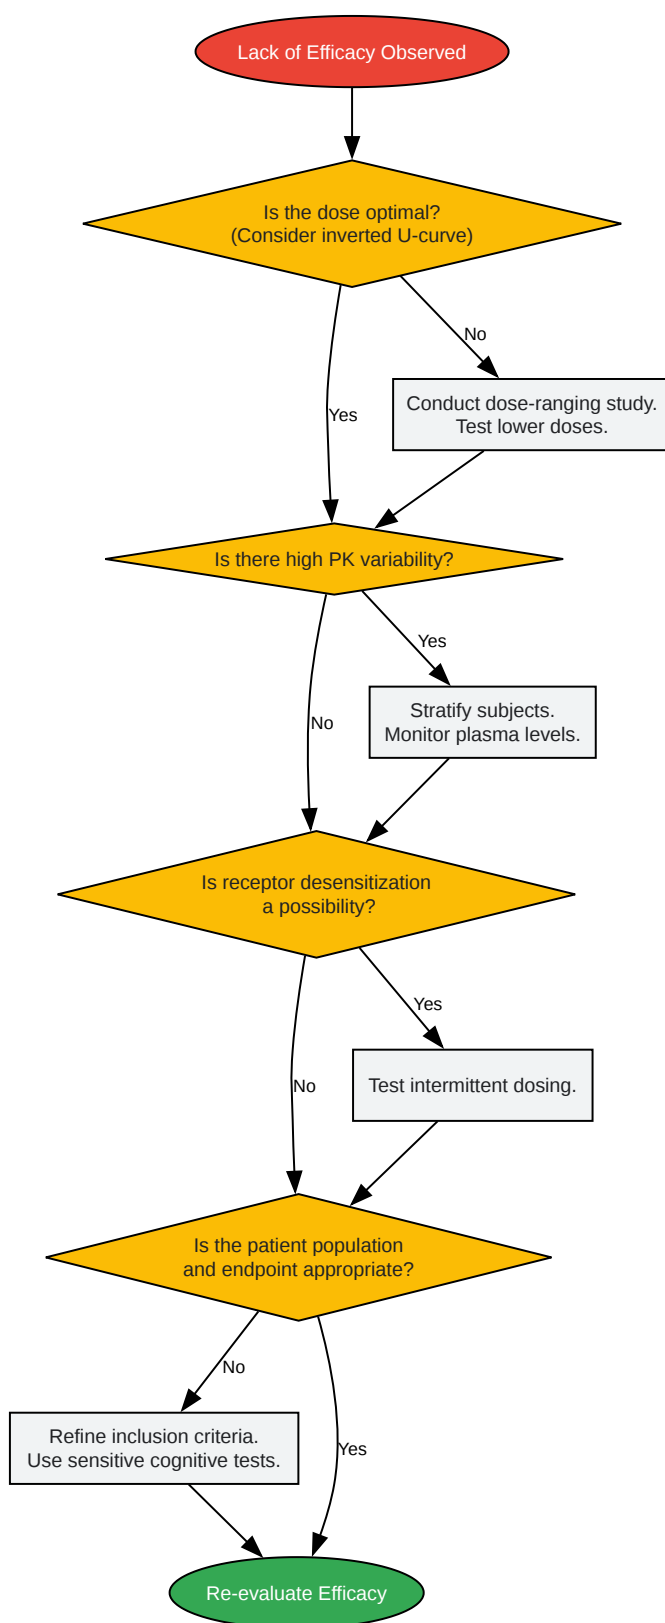 Lack of Efficacy Observed
Is the dose optimal?
(Consider inverted U-curve)
No
Yes
Conduct dose-ranging study.
Test lower doses.
Is there high PK variability?
Yes
No
Stratify subjects.
Monitor plasma levels.
Is receptor desensitization
a possibility?
Yes
No
Test intermittent dosing.
Is the patient population
and endpoint appropriate?
No
Yes
Refine inclusion criteria.
Use sensitive cognitive tests.
Re-evaluate Efficacy